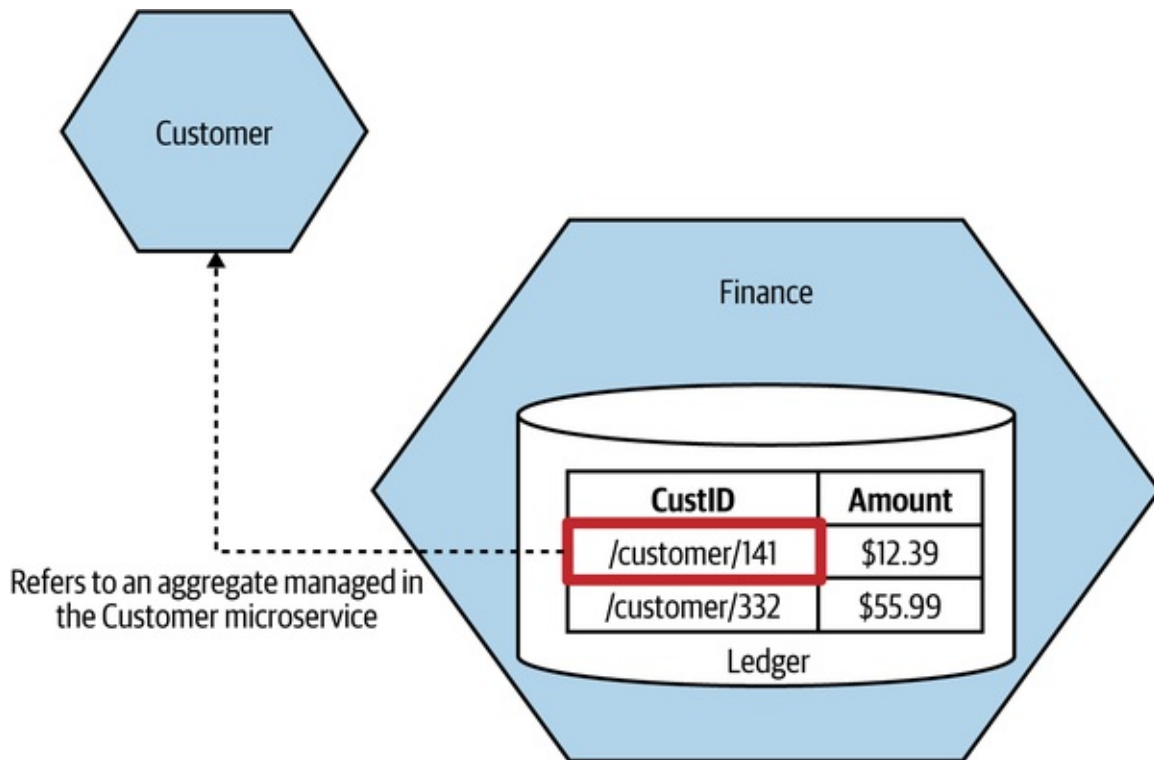 Customer
Finance
CustID Amount
/customer/141 $12.39
/customer/332 $55.99
Ledger
Refers to an aggregate managed in
the Customer microservice